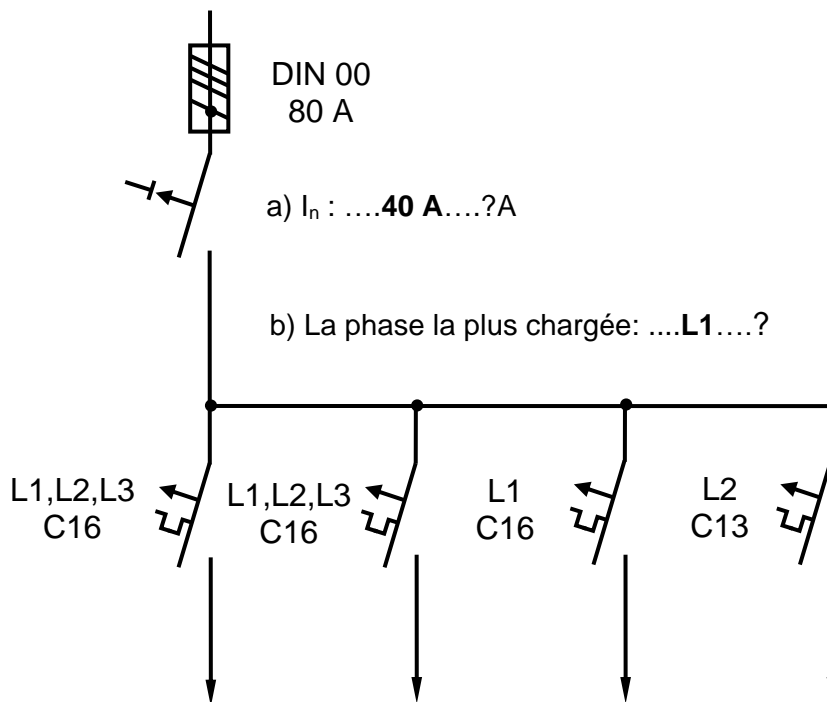 DIN 00
80 A
a) Iₙ : ….40 A….?A
b) La phase la plus chargée: ....L1….?
L1,L2,L3
C16
L1,L2,L3
C16
L1
C16
L2
C13